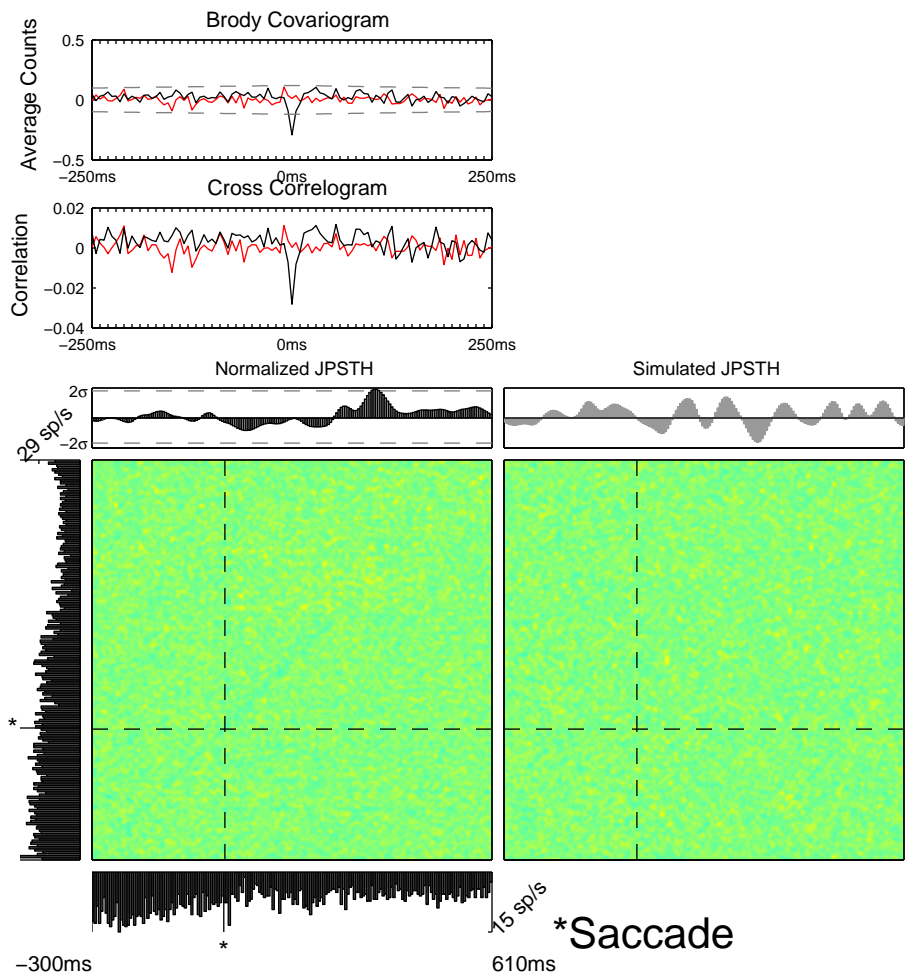 Brody Covariogram
0.5
0
−0.5
Average Counts
−250ms
0ms
250ms
Cross Correlogram
0.02
0
−0.02
−0.04
Correlation
−250ms
0ms
250ms
Normalized JPSTH
Simulated JPSTH
2σ
−2σ
29 sp/s
*
*
15 sp/s
*Saccade
−300ms
610ms